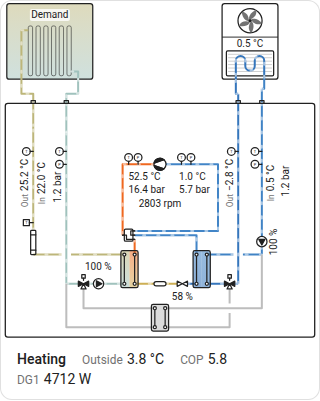 Demand
0.5 °C
Out 25.2 °C
In 22.0 °C
1.2 bar
52.5 °C
16.4 bar
1.0 °C
5.7 bar
2803 rpm
Out −2.8 °C
In 0.5 °C
1.2 bar
100 %
100 %
58 %
Heating Outside 3.8 °C COP 5.8
DG1 4712 W